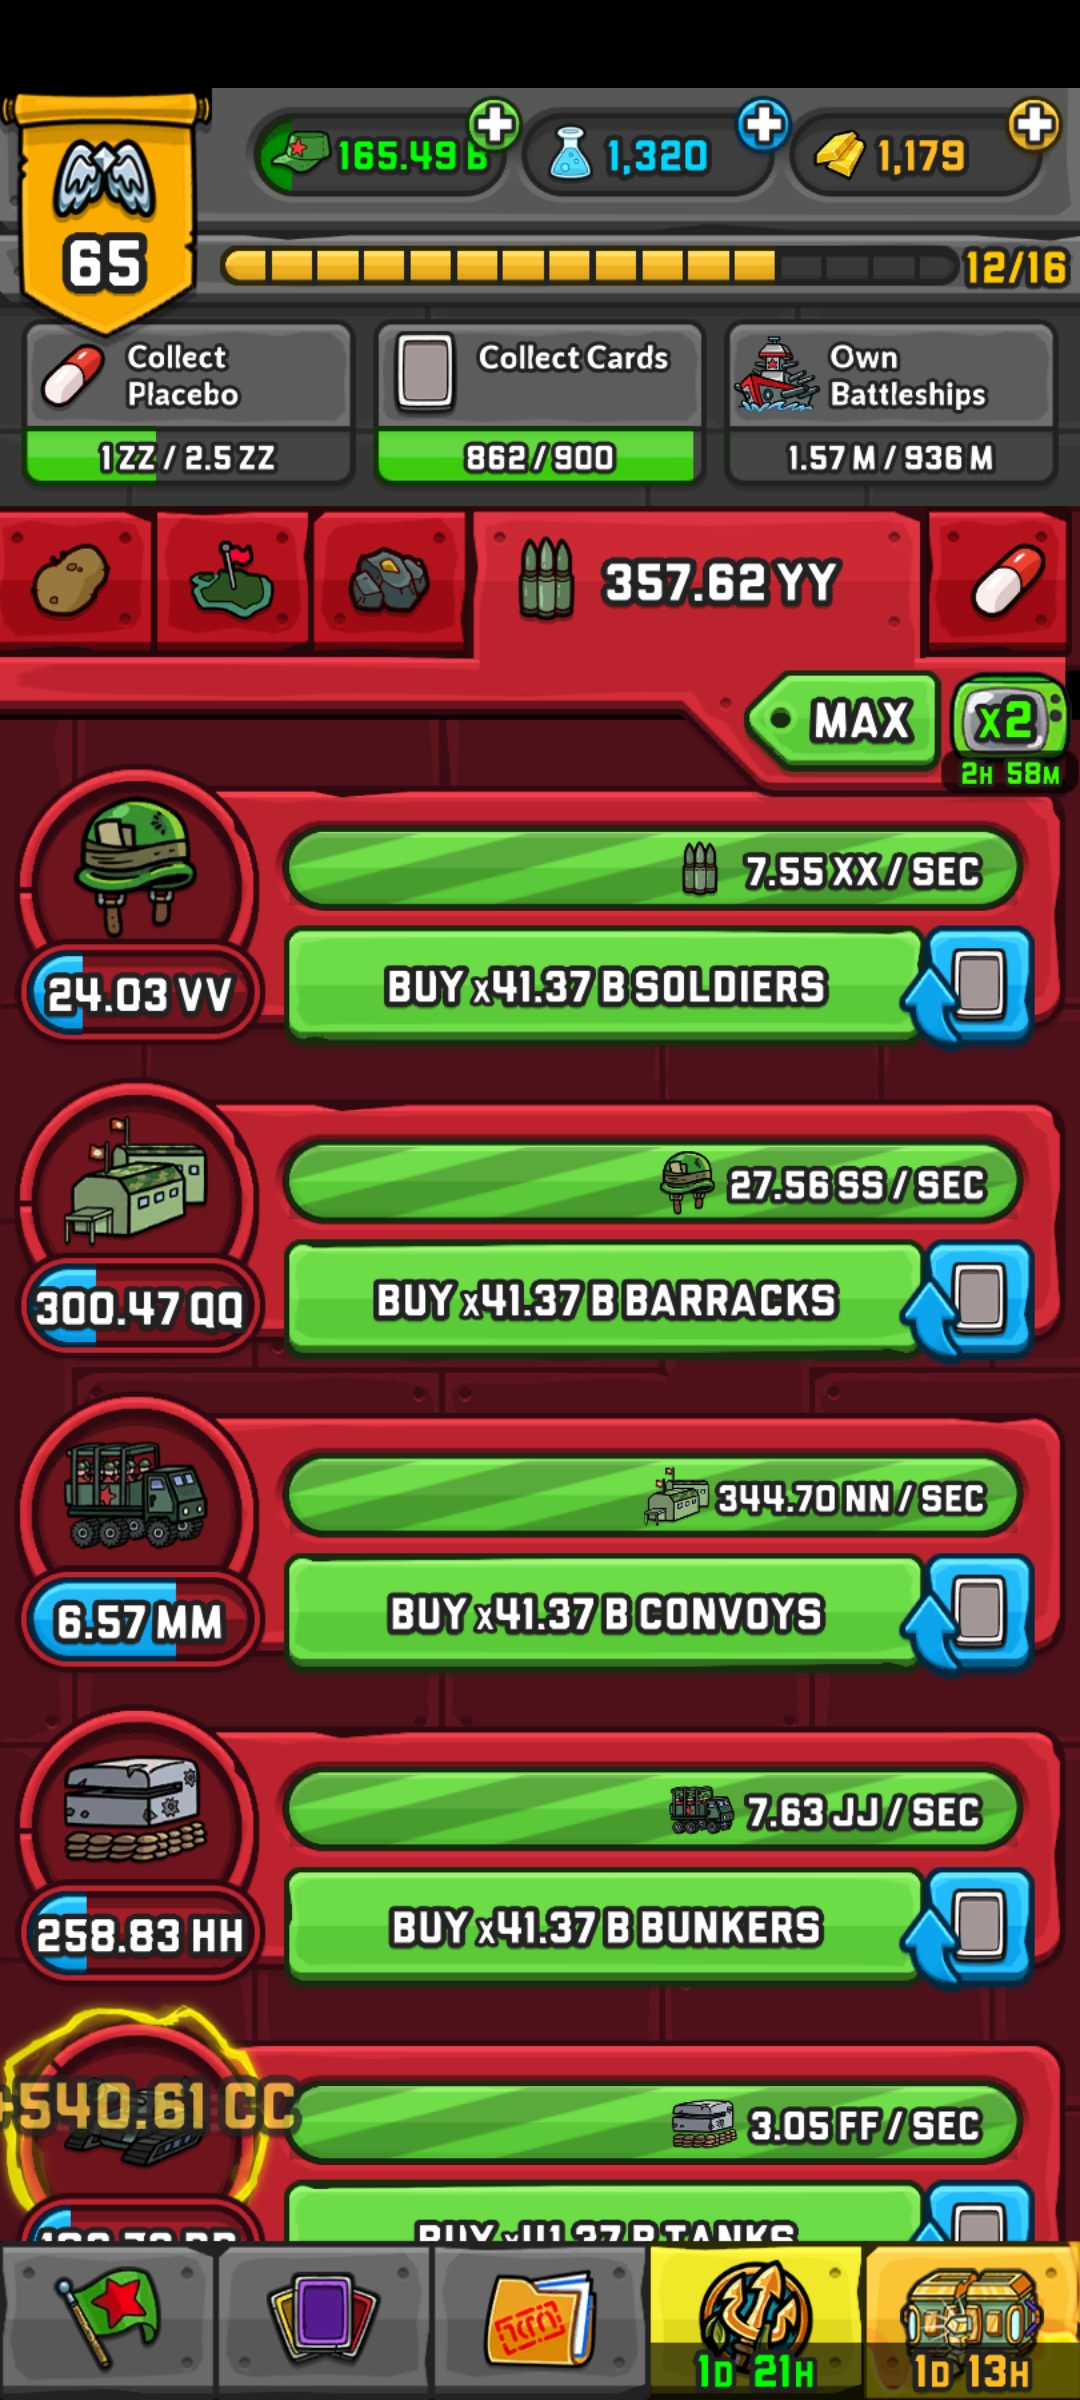 165.49 B
1,320
1,179
65
12/16
Collect
Placebo
Collect Cards
Own
Battleships
1 ZZ / 2.5 ZZ
862/900
1.57 M / 936 M
357.62 YY
MAX
x2
2H 58M
7.55 XX / SEC
24.03 VV
BUY x41.37 B SOLDIERS
27.56 SS / SEC
300.47 QQ
BUY x41.37 B BARRACKS
344.70 NN / SEC
6.57 MM
BUY x41.37 B CONVOYS
7.63 JJ / SEC
258.83 HH
BUY x41.37 B BUNKERS
+540.61 CC
3.05 FF / SEC
BUY x41.37 B TANKS
1D 21H
1D 13H